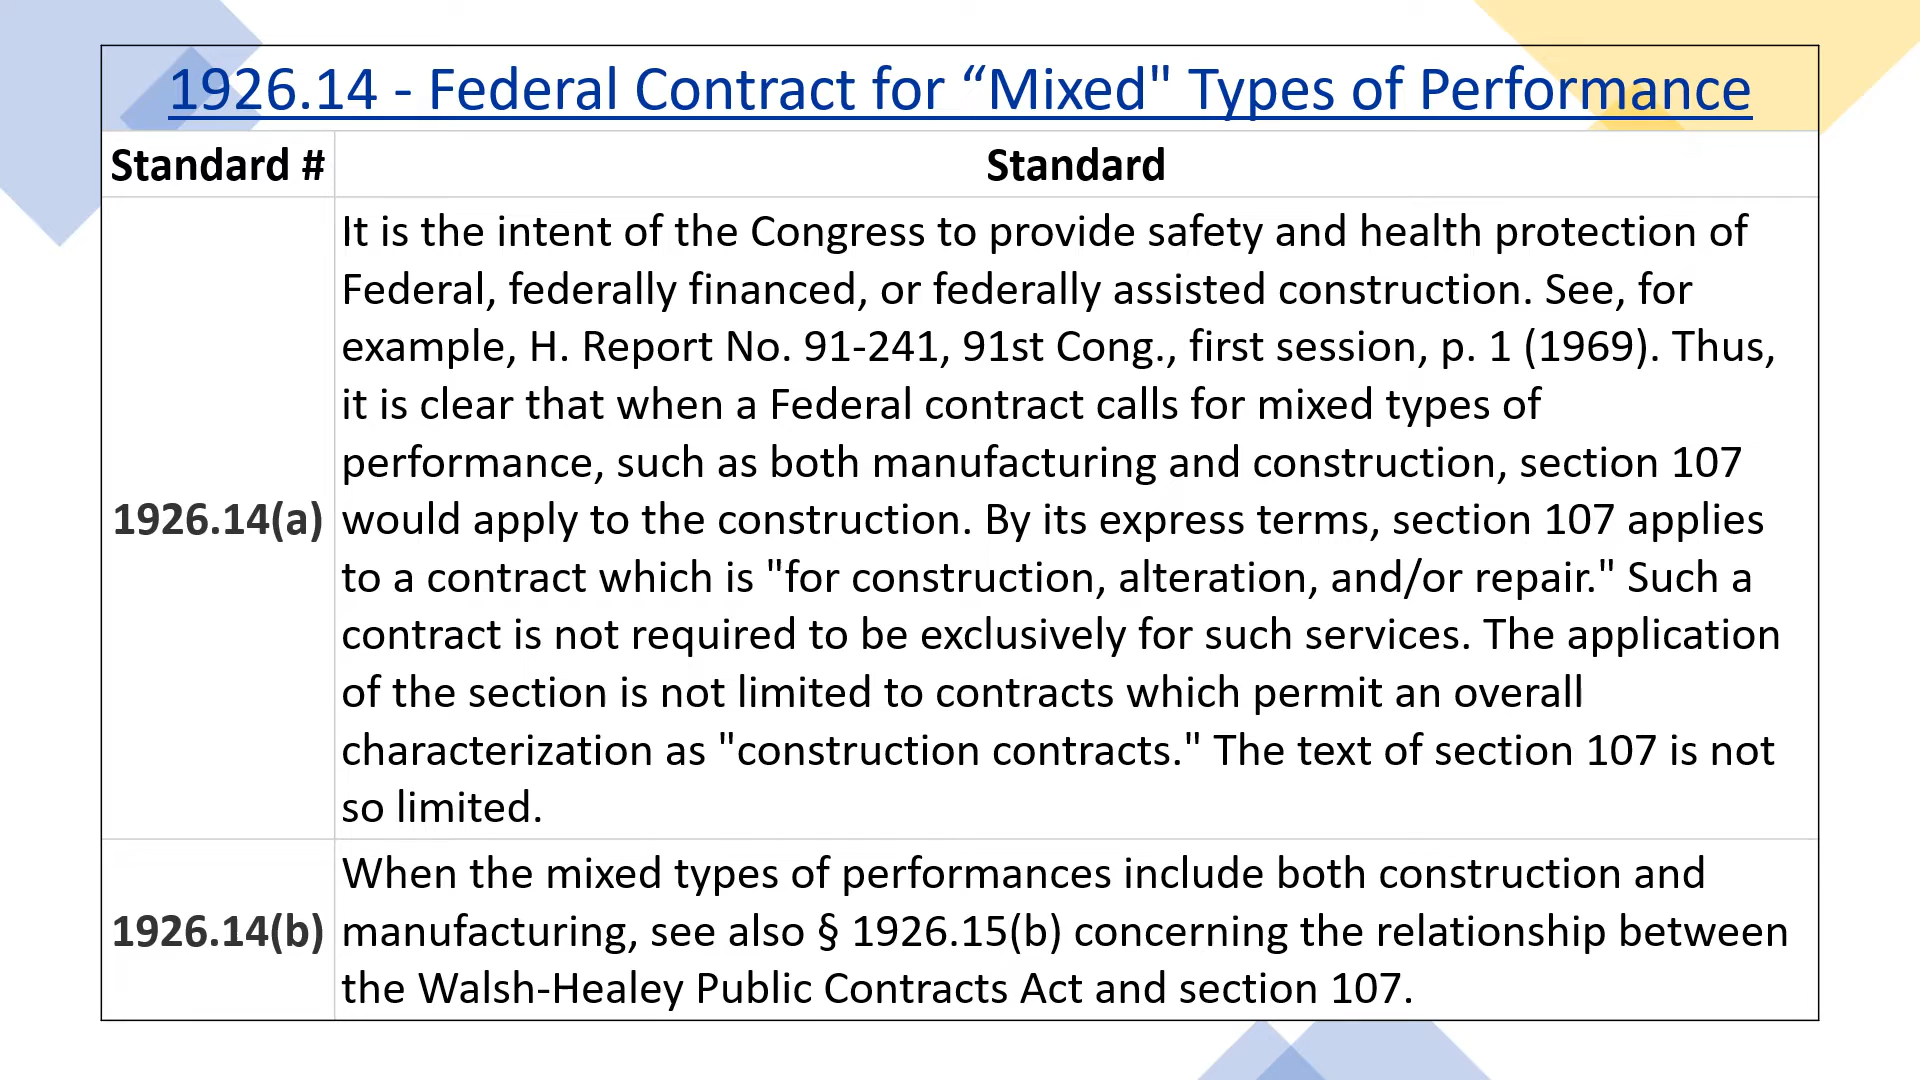 1926.14 - Federal Contract for “Mixed" Types of Performance
Standard #
Standard
1926.14(a)
It is the intent of the Congress to provide safety and health protection of
Federal, federally financed, or federally assisted construction. See, for
example, H. Report No. 91-241, 91st Cong., first session, p. 1 (1969). Thus,
it is clear that when a Federal contract calls for mixed types of
performance, such as both manufacturing and construction, section 107
would apply to the construction. By its express terms, section 107 applies
to a contract which is "for construction, alteration, and/or repair." Such a
contract is not required to be exclusively for such services. The application
of the section is not limited to contracts which permit an overall
characterization as "construction contracts." The text of section 107 is not
so limited.
1926.14(b)
When the mixed types of performances include both construction and
manufacturing, see also § 1926.15(b) concerning the relationship between
the Walsh-Healey Public Contracts Act and section 107.